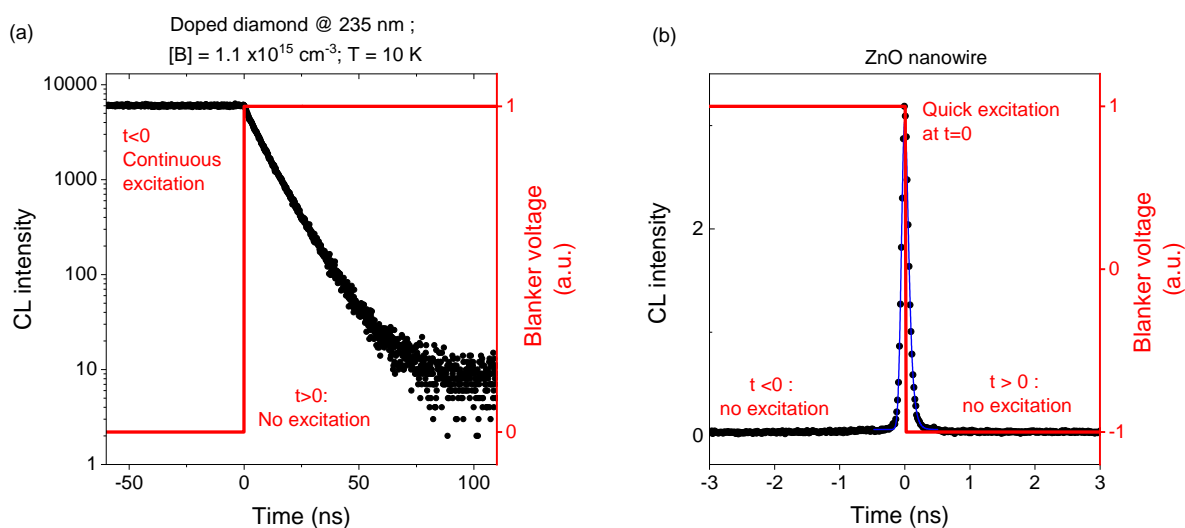 (a)
Doped diamond @ 235 nm ;
[B] = 1.1 x10¹⁵ cm⁻³; T = 10 K
10000
1000
100
10
1
CL intensity
t<0
Continuous
excitation
t>0:
No excitation
1
0
Blanker voltage
(a.u.)
-50
0
50
100
Time (ns)
(b)
ZnO nanowire
2
0
CL intensity
Quick excitation
at t=0
t <0 :
no excitation
t > 0 :
no excitation
1
0
-1
Blanker voltage
(a.u.)
-3
-2
-1
0
1
2
3
Time (ns)